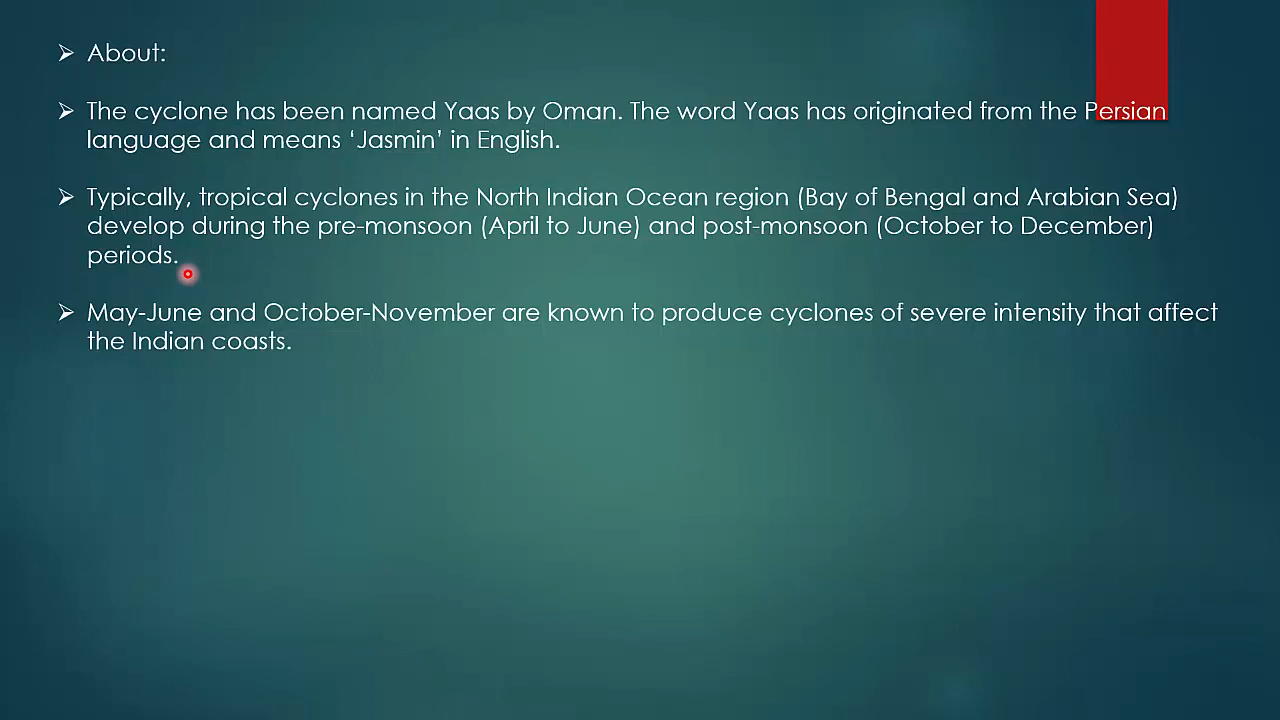 About:
The cyclone has been named Yaas by Oman. The word Yaas has originated from the Persian
language and means ‘Jasmin’ in English.
Typically, tropical cyclones in the North Indian Ocean region (Bay of Bengal and Arabian Sea)
develop during the pre-monsoon (April to June) and post-monsoon (October to December)
periods.
May-June and October-November are known to produce cyclones of severe intensity that affect
the Indian coasts.